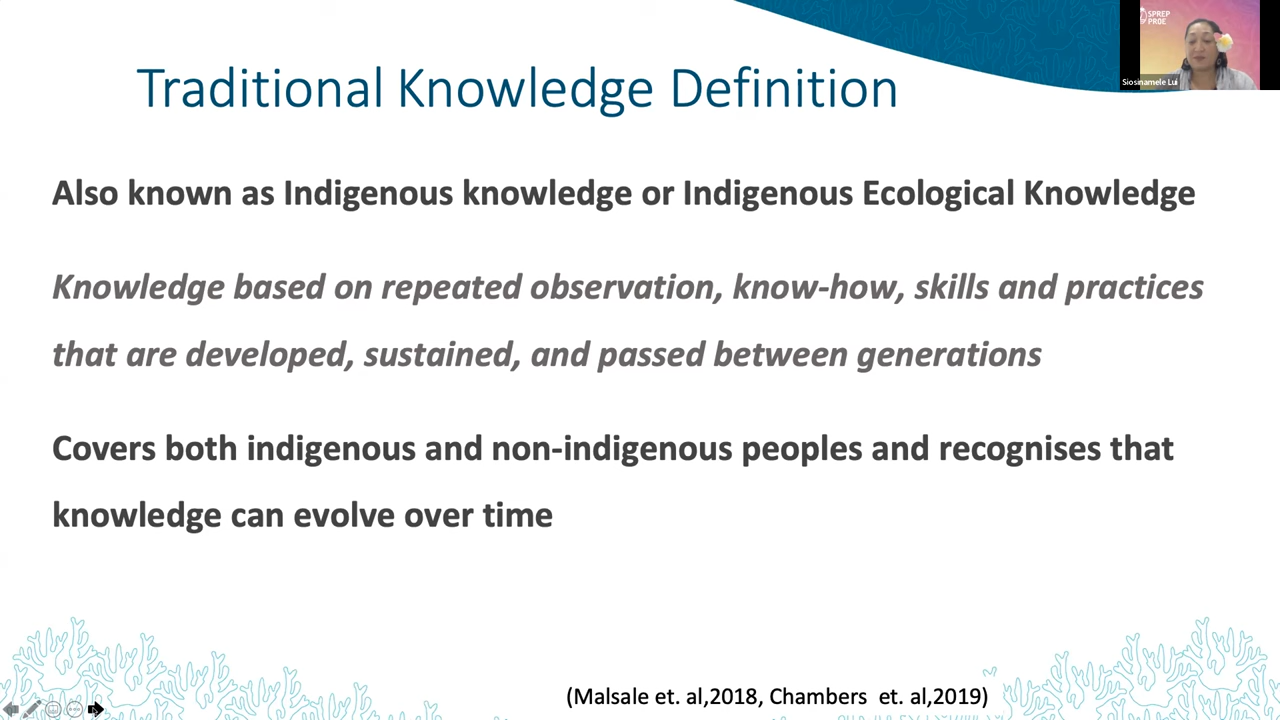 SPREP
PROE
Siosinamele Lui
Traditional Knowledge Definition
Also known as Indigenous knowledge or Indigenous Ecological Knowledge
Knowledge based on repeated observation, know-how, skills and practices
that are developed, sustained, and passed between generations
Covers both indigenous and non-indigenous peoples and recognises that
knowledge can evolve over time
(Malsale et. al,2018, Chambers et. al,2019)